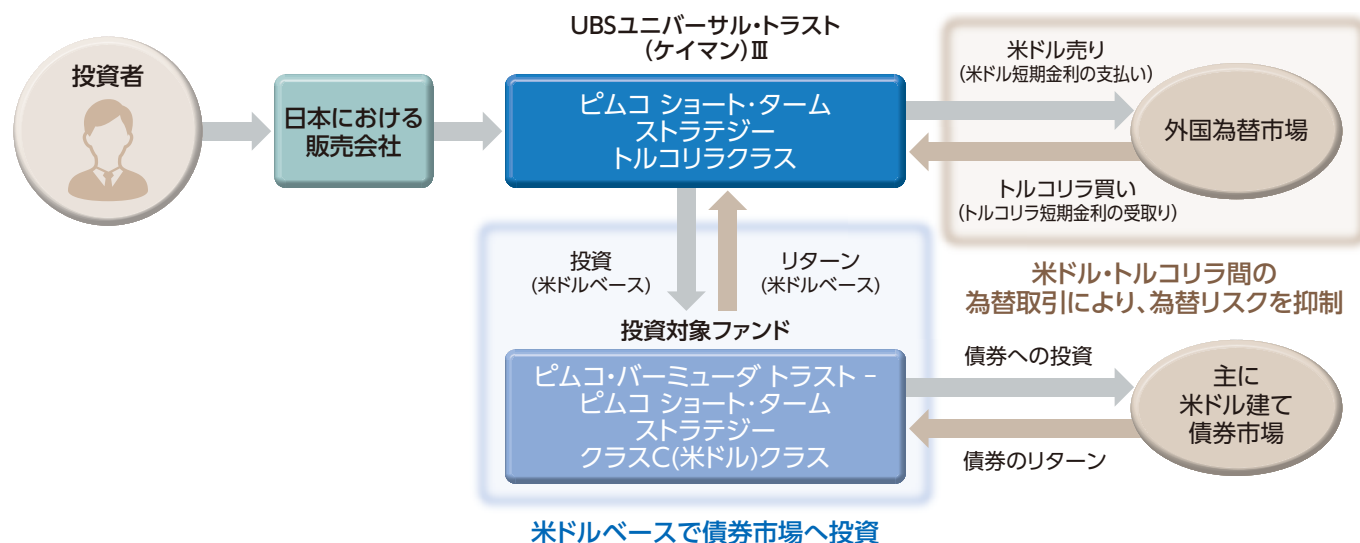 UBSユニバーサル・トラスト
(ケイマン)Ⅲ
投資者
日本における
販売会社
ピムコ ショート・ターム
ストラテジー
トルコリラクラス
米ドル売り
(米ドル短期金利の支払い)
外国為替市場
トルコリラ買い
(トルコリラ短期金利の受取り)
米ドル・トルコリラ間の
為替取引により、為替リスクを抑制
投資
(米ドルベース)
リターン
(米ドルベース)
投資対象ファンド
ピムコ・バーミューダ トラスト −
ピムコ ショート・ターム
ストラテジー
クラスC(米ドル)クラス
債券への投資
主に
米ドル建て
債券市場
債券のリターン
米ドルベースで債券市場へ投資